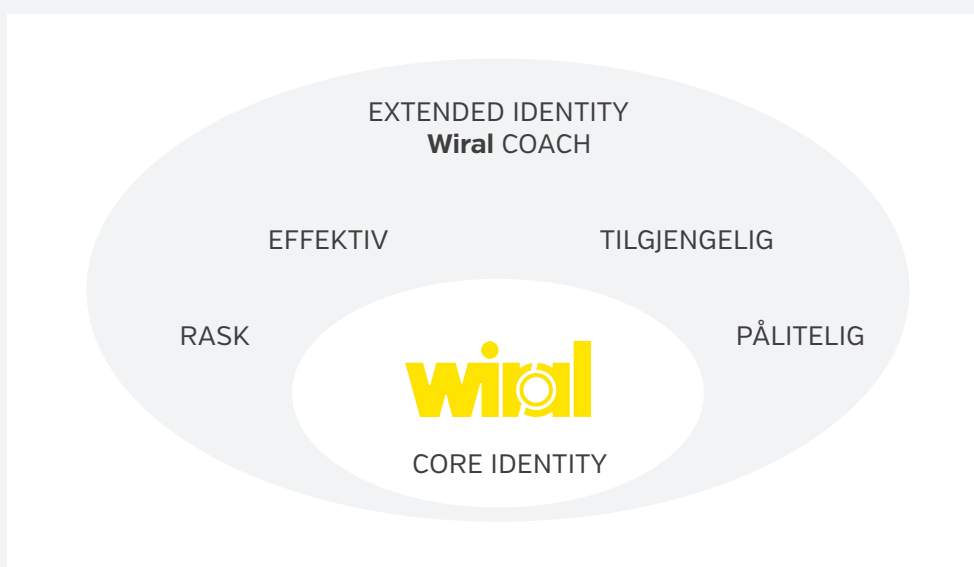 EXTENDED IDENTITY
Wiral COACH
EFFEKTIV TILGJENGELIG
RASK PÅLITELIG
wiral
CORE IDENTITY